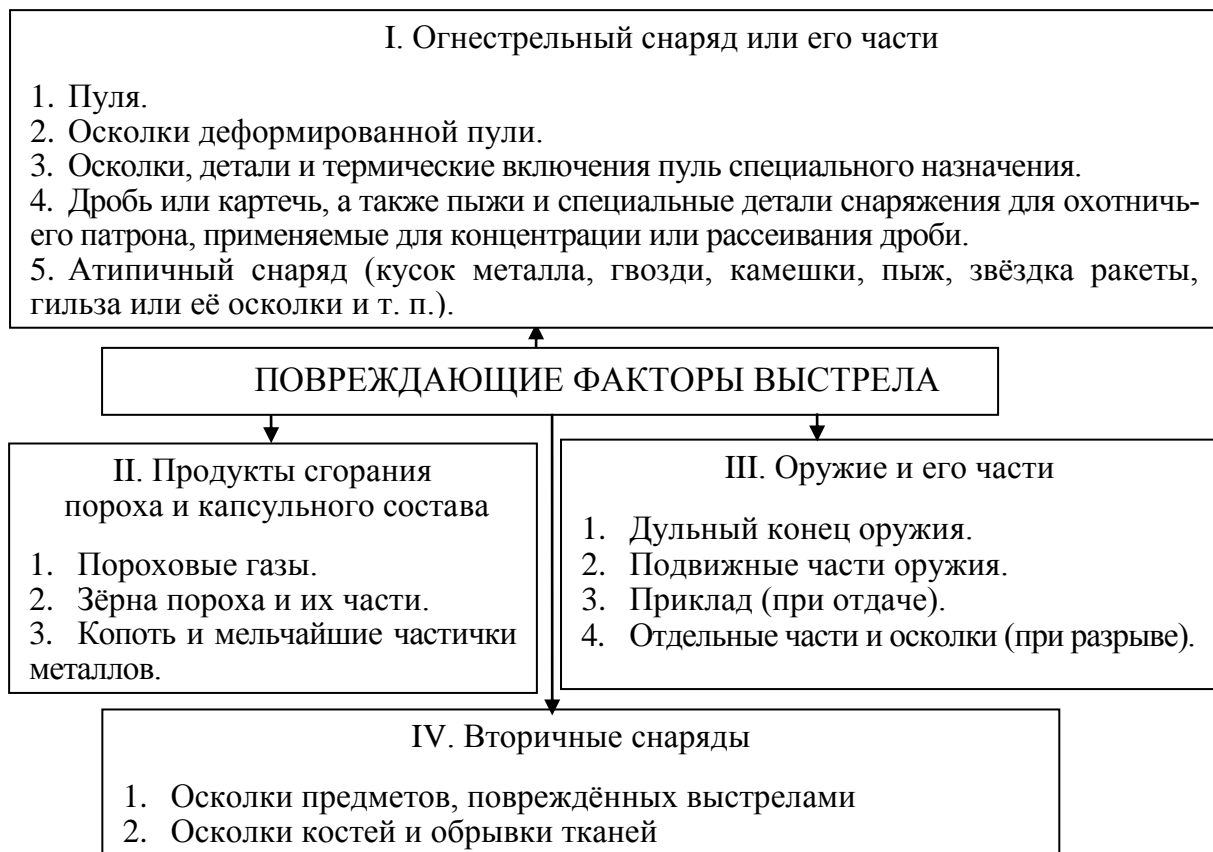 I. Огнестрельный снаряд или его части
1. Пуля.
2. Осколки деформированной пули.
3. Осколки, детали и термические включения пуль специального назначения.
4. Дробь или картечь, а также пыжи и специальные детали снаряжения для охотничь-
его патрона, применяемые для концентрации или рассеивания дроби.
5. Атипичный снаряд (кусок металла, гвозди, камешки, пыж, звёздка ракеты,
гильза или её осколки и т. п.).
ПОВРЕЖДАЮЩИЕ ФАКТОРЫ ВЫСТРЕЛА
II. Продукты сгорания
пороха и капсульного состава
1. Пороховые газы.
2. Зёрна пороха и их части.
3. Копоть и мельчайшие частички
металлов.
III. Оружие и его части
1. Дульный конец оружия.
2. Подвижные части оружия.
3. Приклад (при отдаче).
4. Отдельные части и осколки (при разрыве).
IV. Вторичные снаряды
1. Осколки предметов, повреждённых выстрелами
2. Осколки костей и обрывки тканей